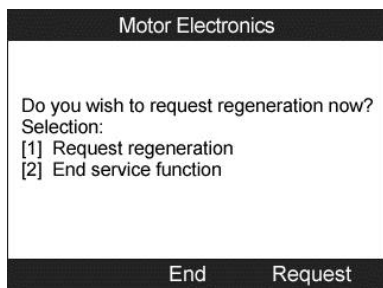 Motor Electronics
Do you wish to request regeneration now?
Selection:
[1] Request regeneration
[2] End service function
End Request